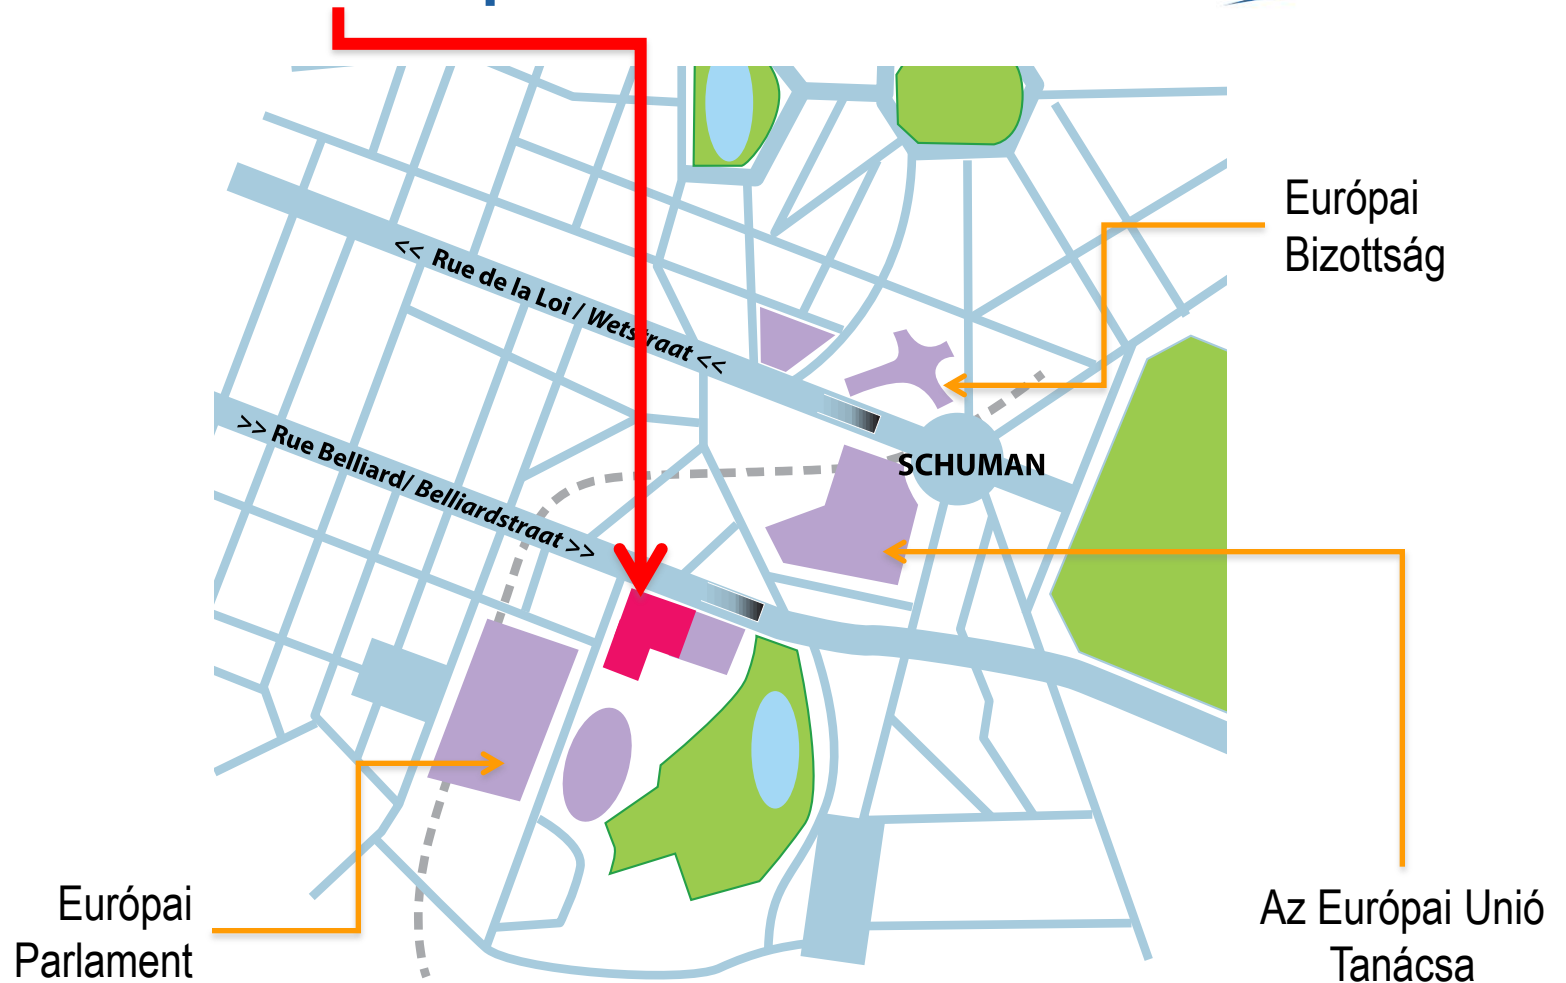 Európai
Bizottság
<< Rue de la Loi / Wetstraat <<
>> Rue Belliard/ Belliardstraat >>
SCHUMAN
Európai
Parlament
Az Európai Unió
Tanácsa